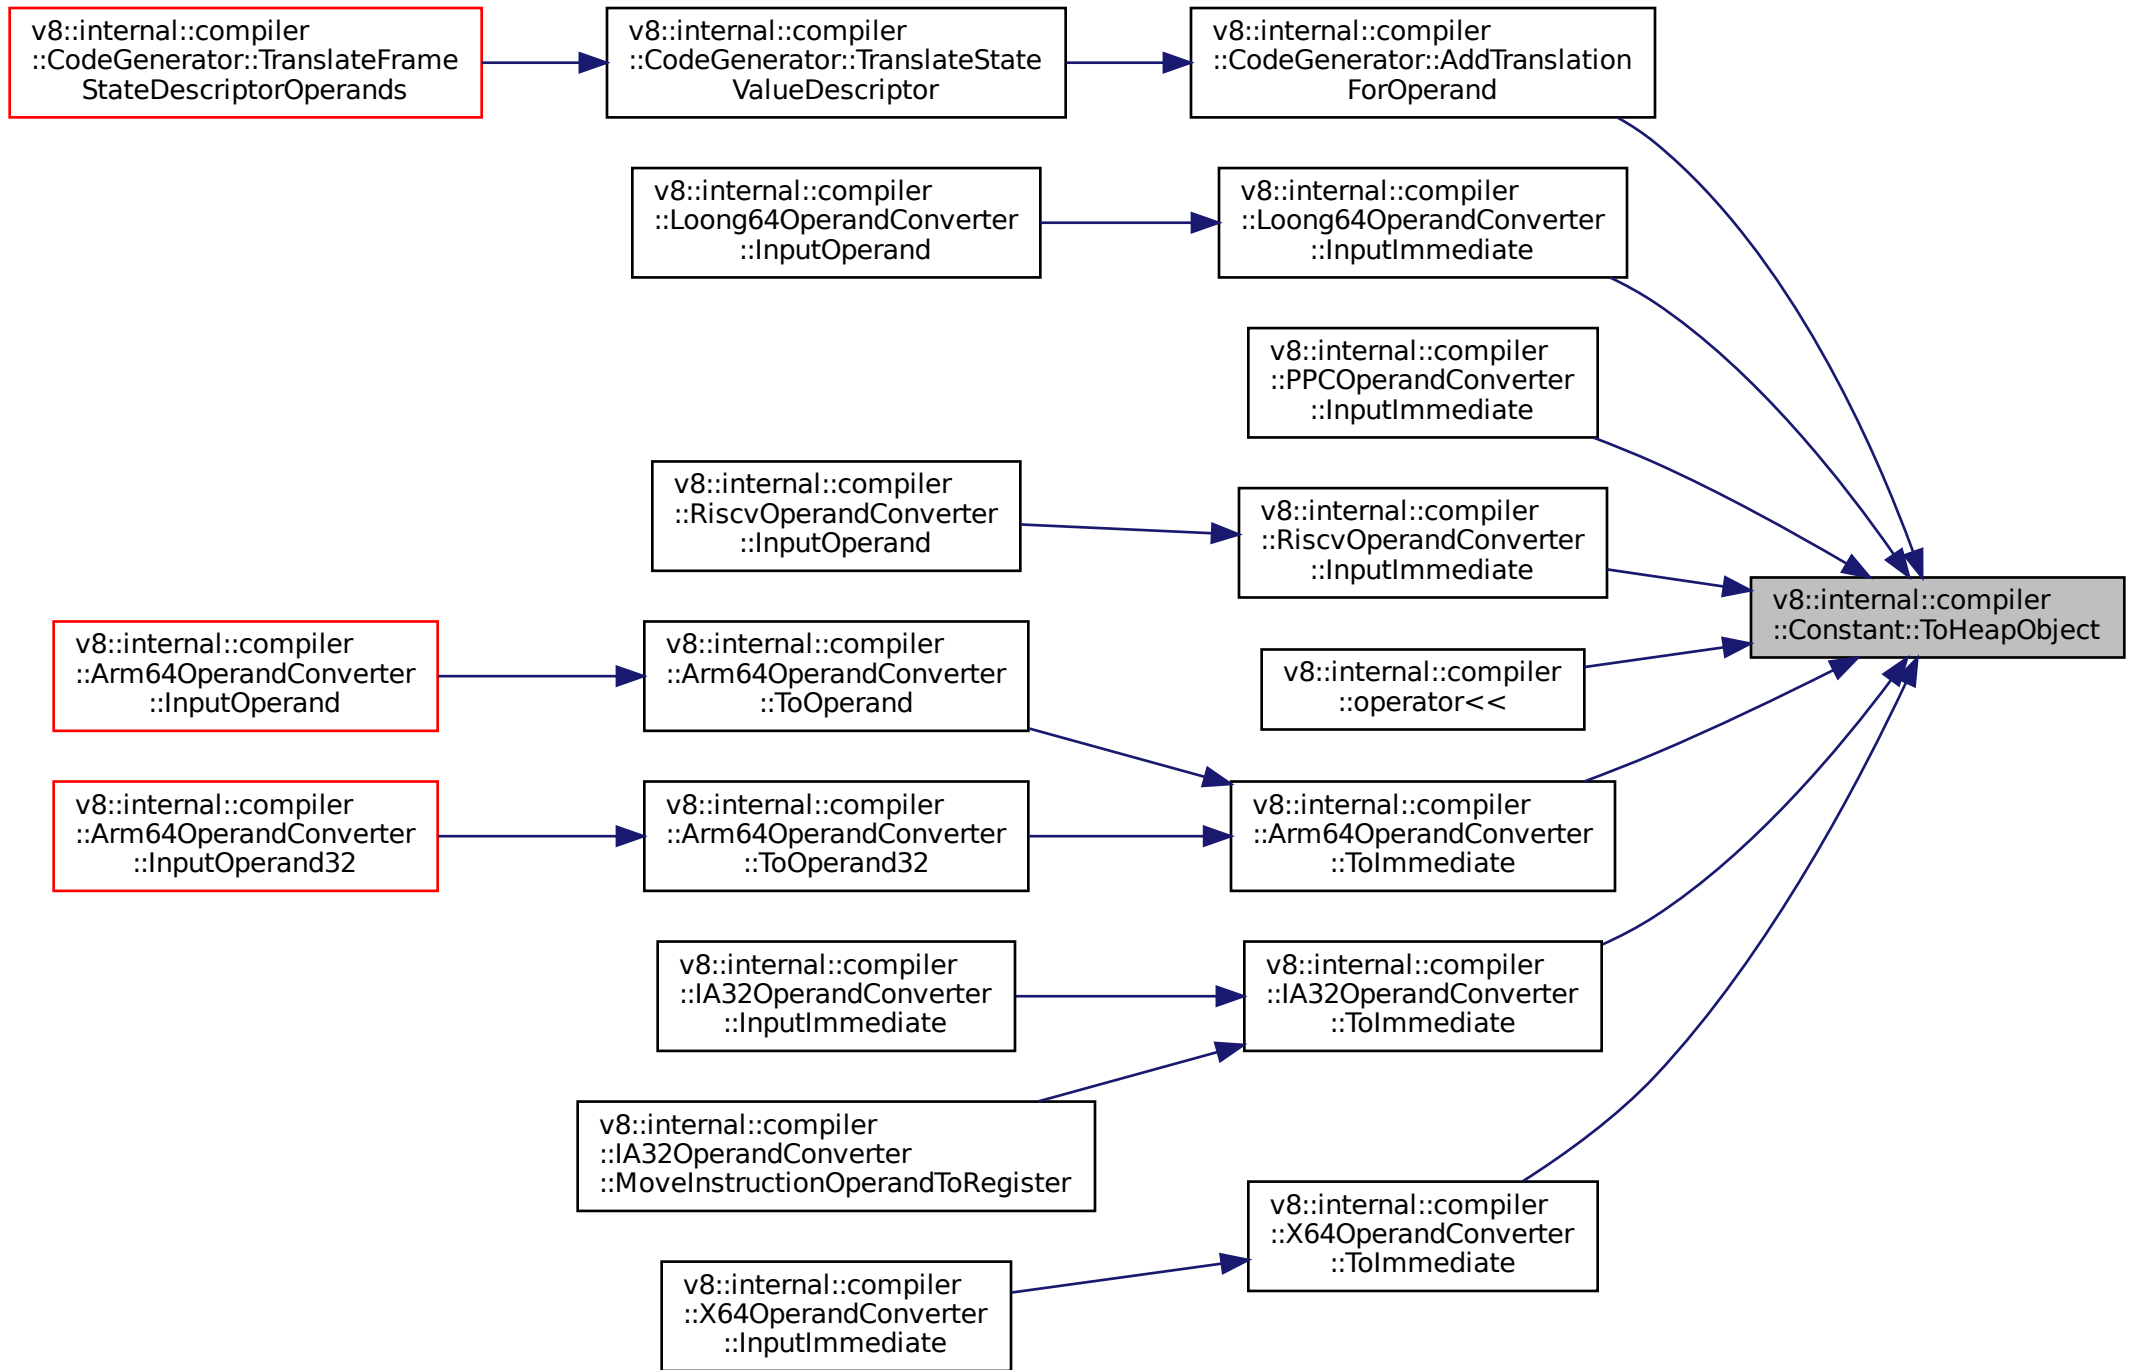 v8::internal::compiler
::CodeGenerator::TranslateFrame
StateDescriptorOperands
v8::internal::compiler
::CodeGenerator::TranslateState
ValueDescriptor
v8::internal::compiler
::CodeGenerator::AddTranslation
ForOperand
v8::internal::compiler
::Loong64OperandConverter
::InputOperand
v8::internal::compiler
::Loong64OperandConverter
::InputImmediate
v8::internal::compiler
::PPCOperandConverter
::InputImmediate
v8::internal::compiler
::RiscvOperandConverter
::InputOperand
v8::internal::compiler
::RiscvOperandConverter
::InputImmediate
v8::internal::compiler
::Constant::ToHeapObject
v8::internal::compiler
::Arm64OperandConverter
::InputOperand
v8::internal::compiler
::Arm64OperandConverter
::ToOperand
v8::internal::compiler
::operator<<
v8::internal::compiler
::Arm64OperandConverter
::InputOperand32
v8::internal::compiler
::Arm64OperandConverter
::ToOperand32
v8::internal::compiler
::Arm64OperandConverter
::ToImmediate
v8::internal::compiler
::IA32OperandConverter
::InputImmediate
v8::internal::compiler
::IA32OperandConverter
::ToImmediate
v8::internal::compiler
::IA32OperandConverter
::MoveInstructionOperandToRegister
v8::internal::compiler
::X64OperandConverter
::ToImmediate
v8::internal::compiler
::X64OperandConverter
::InputImmediate